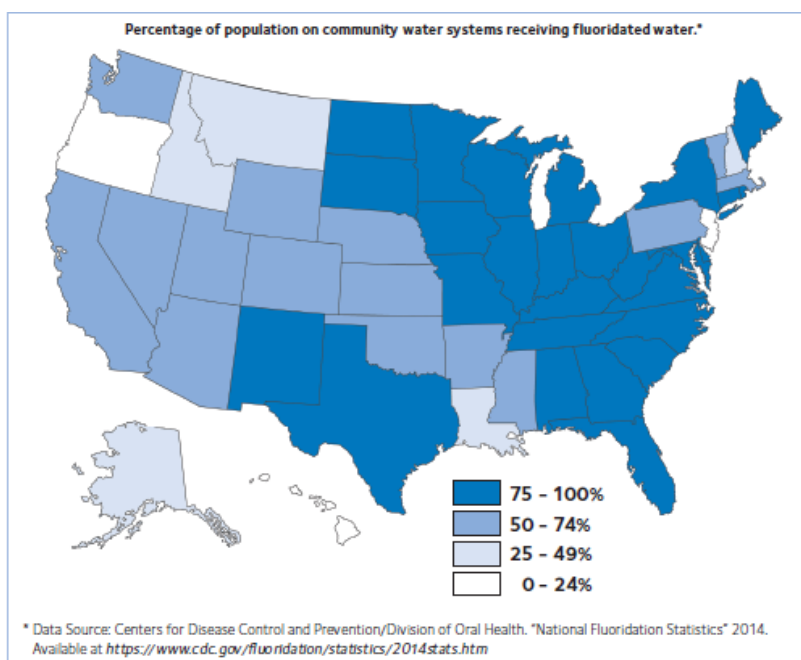 Percentage of population on community water systems receiving fluoridated water.*
75 – 100%
50 – 74%
25 – 49%
0 – 24%
* Data Source: Centers for Disease Control and Prevention/Division of Oral Health. "National Fluoridation Statistics" 2014.
Available at https://www.cdc.gov/fluoridation/statistics/2014stats.htm